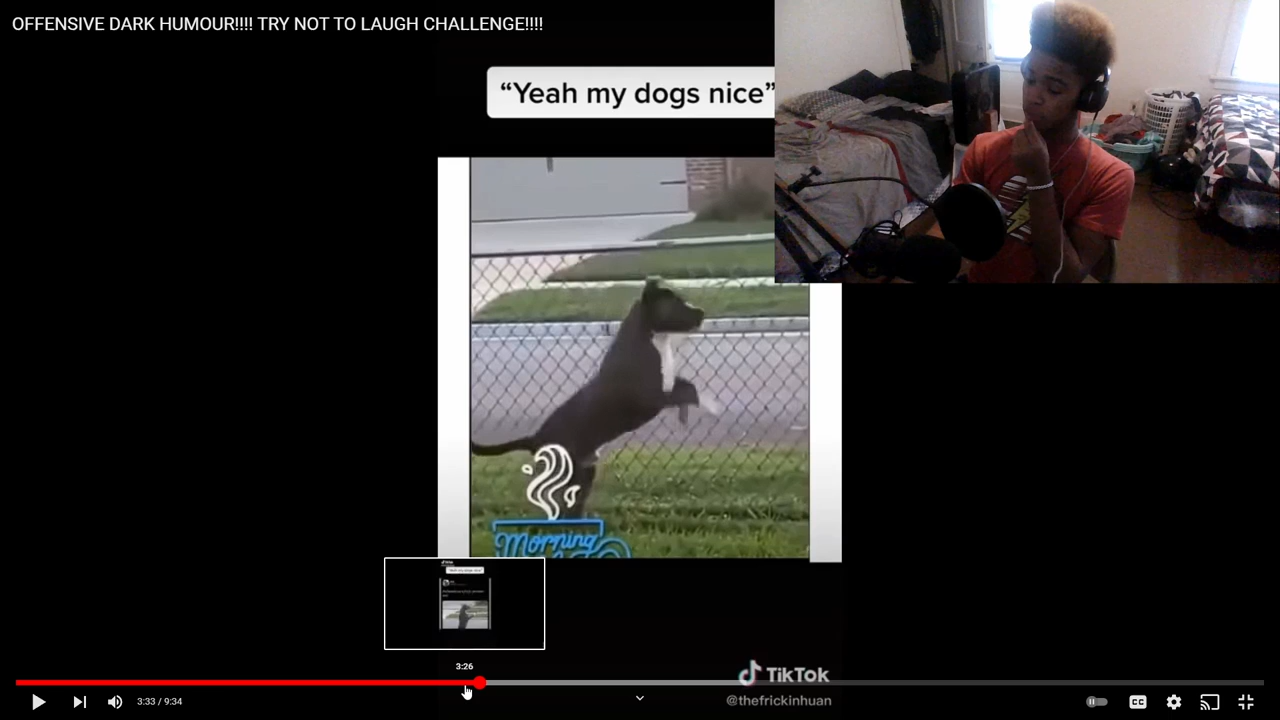 OFFENSIVE DARK HUMOUR!!!! TRY NOT TO LAUGH CHALLENGE!!!!
“Yeah my dogs nice”
Morning
3:26
TikTok
3:33 / 9:34
CC
@thefrickinhuan